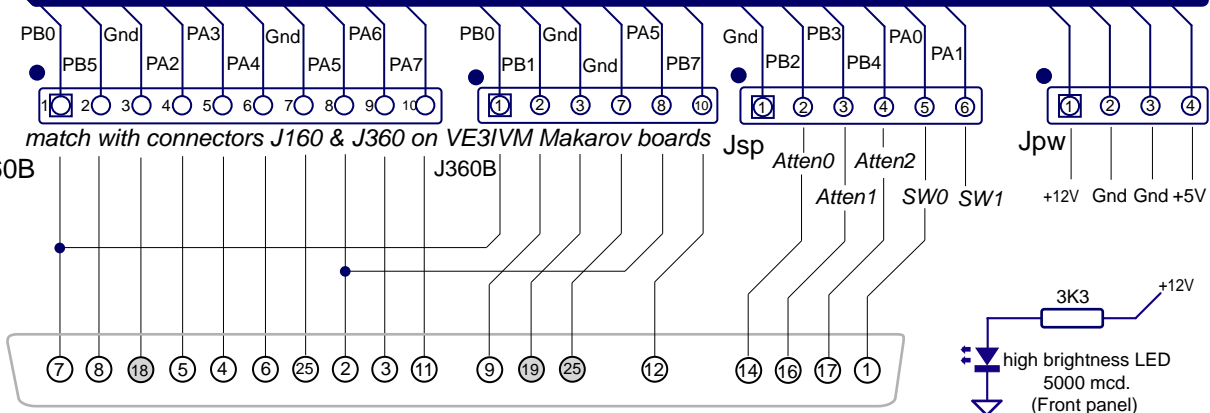 PB0 Gnd PA3 Gnd PA6 PB0 Gnd PA5 Gnd PB3 PA0
PB5 PA2 PA4 PA5 PA7 PB1 Gnd PB7 PB2 PB4 PA1
1 2 3 4 5 6 7 8 9 10 1 2 3 7 8 10 1 2 3 4 5 6 1 2 3 4
match with connectors J160 & J360 on VE3IVM Makarov boards
Jsp
Jpw
60B
J360B
Atten0 Atten2
Atten1 SW0 SW1
+12V Gnd Gnd +5V
+12V
3K3
7 8 18 5 4 6 25 2 3 11 9 19 25 12 14 16 17 1
high brightness LED
5000 mcd.
(Front panel)